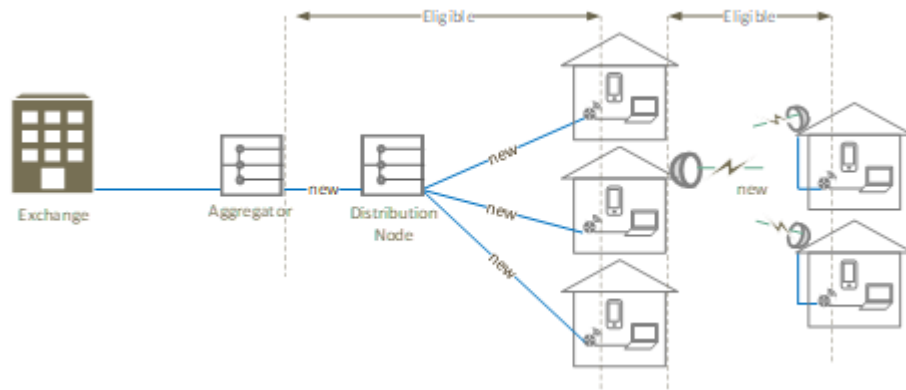 Eligible
Eligible
new
new
new
new
new
Exchange
Aggregator
Distribution
Node